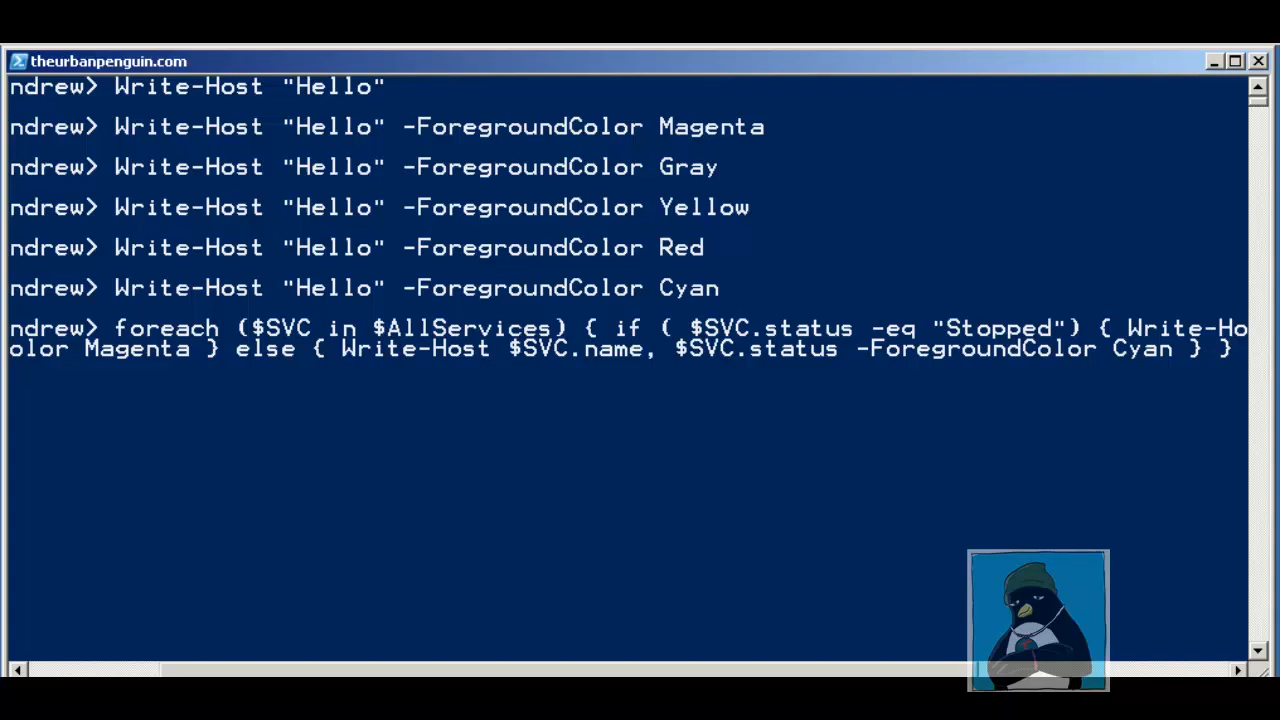 theurbanpenguin.com
ndrew> Write-Host "Hello"
ndrew> Write-Host "Hello" -ForegroundColor Magenta
ndrew> Write-Host "Hello" -ForegroundColor Gray
ndrew> Write-Host "Hello" -ForegroundColor Yellow
ndrew> Write-Host "Hello" -ForegroundColor Red
ndrew> Write-Host "Hello" -ForegroundColor Cyan
ndrew> foreach ($SVC in $AllServices) { if ( $SVC.status -eq "Stopped") { Write-Ho
olor Magenta } else { Write-Host $SVC.name, $SVC.status -ForegroundColor Cyan } }